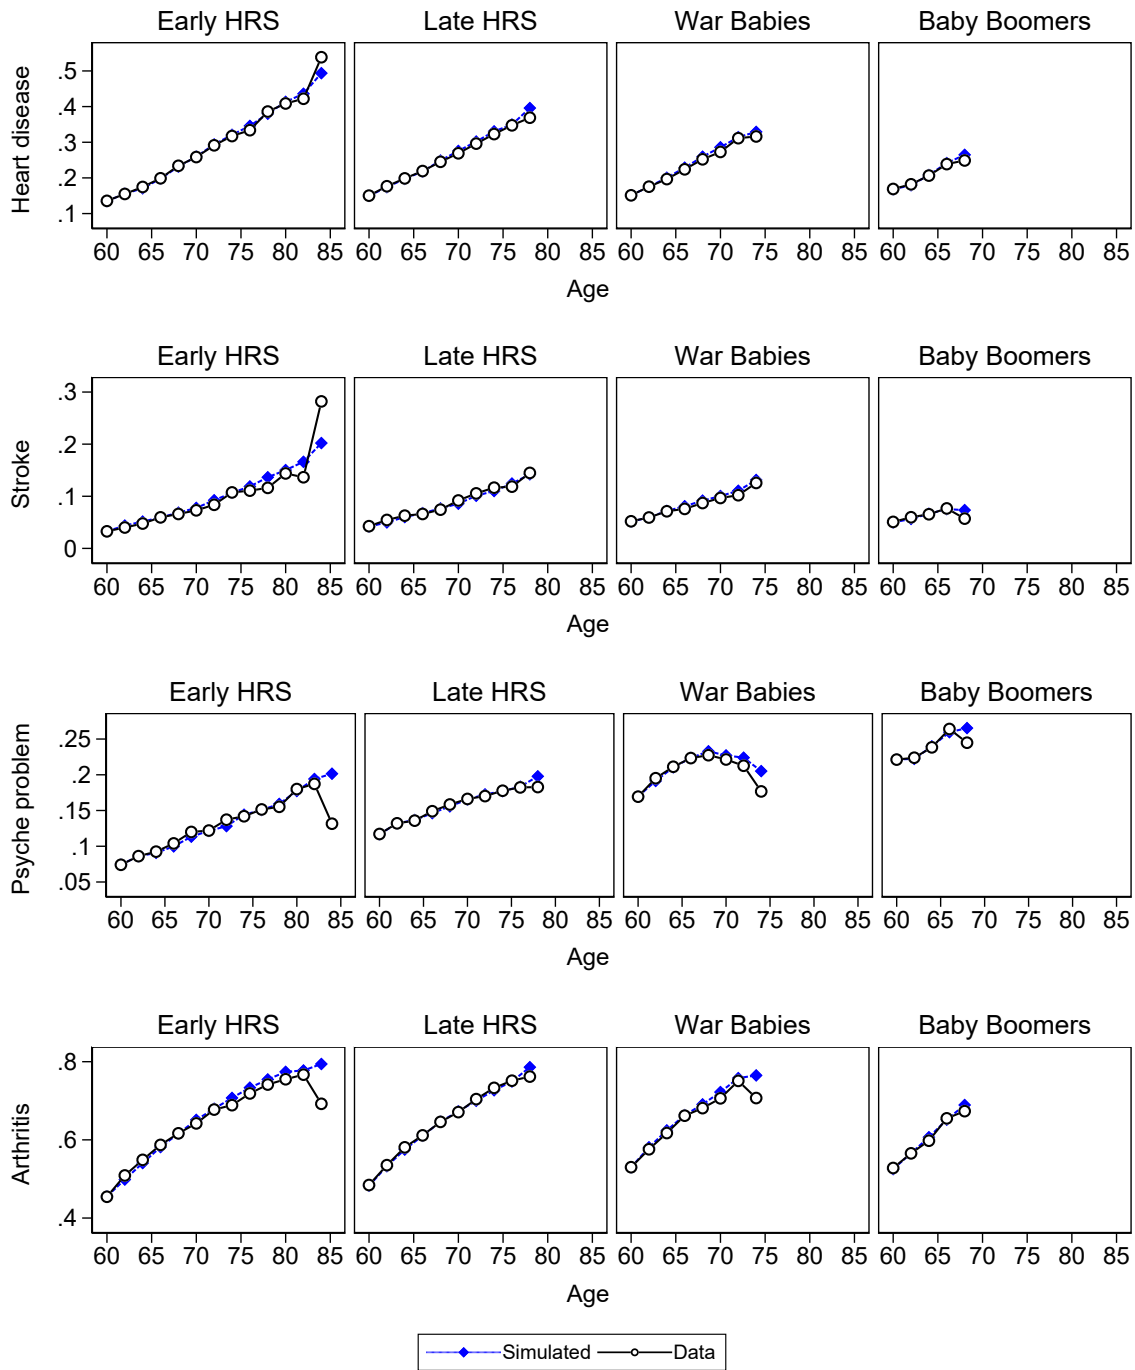 Early HRS Late HRS War Babies Baby Boomers
Heart disease
.5
.4
.3
.2
.1
60 65 70 75 80 85 60 65 70 75 80 85 60 65 70 75 80 85 60 65 70 75 80 85
Age
Early HRS Late HRS War Babies Baby Boomers
Stroke
.3
.2
.1
0
60 65 70 75 80 85 60 65 70 75 80 85 60 65 70 75 80 85 60 65 70 75 80 85
Age
Early HRS Late HRS War Babies Baby Boomers
Psyche problem
.25
.2
.15
.1
.05
60 65 70 75 80 85 60 65 70 75 80 85 60 65 70 75 80 85 60 65 70 75 80 85
Age
Early HRS Late HRS War Babies Baby Boomers
Arthritis
.8
.6
.4
60 65 70 75 80 85 60 65 70 75 80 85 60 65 70 75 80 85 60 65 70 75 80 85
Age
Simulated Data